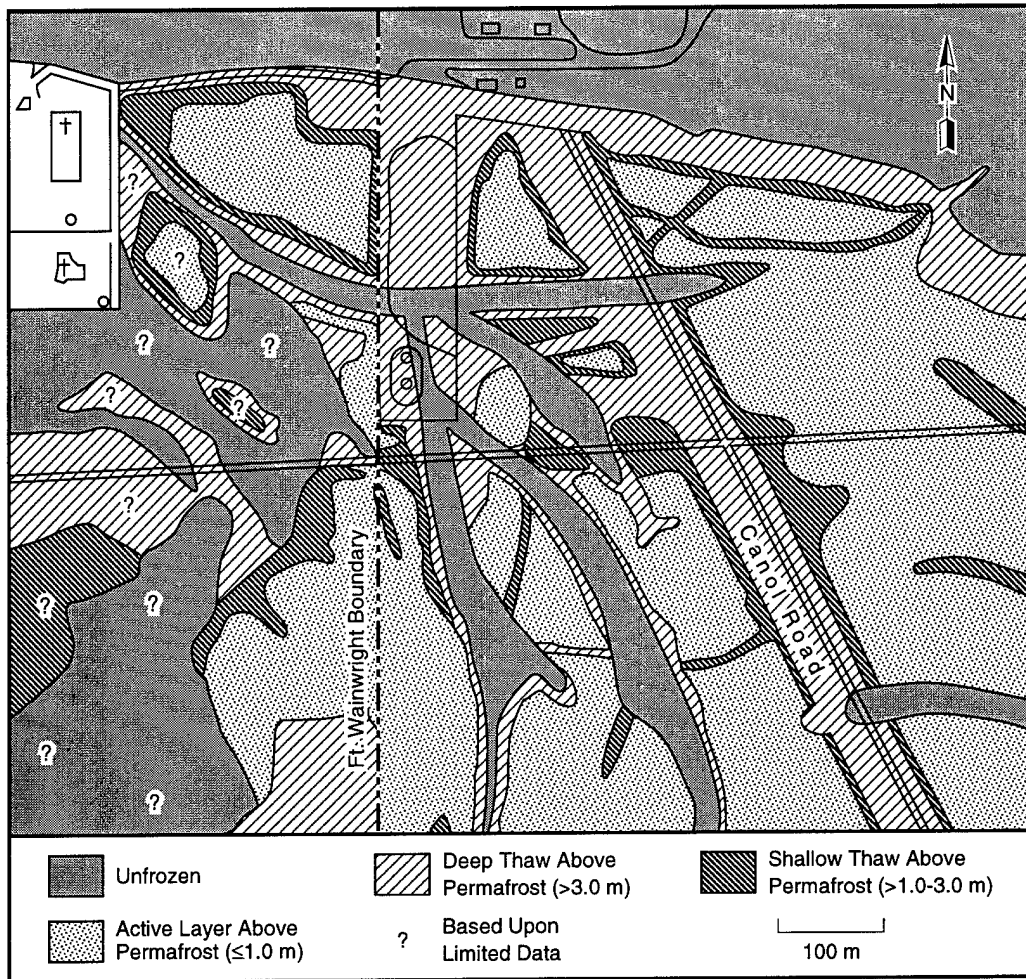 N
?
?
?
?
?
?
?
?
?
?
?
?
Ft. Wainwright Boundary
Canol Road
Unfrozen
Deep Thaw Above
Permafrost (>3.0 m)
Shallow Thaw Above
Permafrost (>1.0-3.0 m)
Active Layer Above
Permafrost (≤1.0 m)
?
Based Upon
Limited Data
100 m